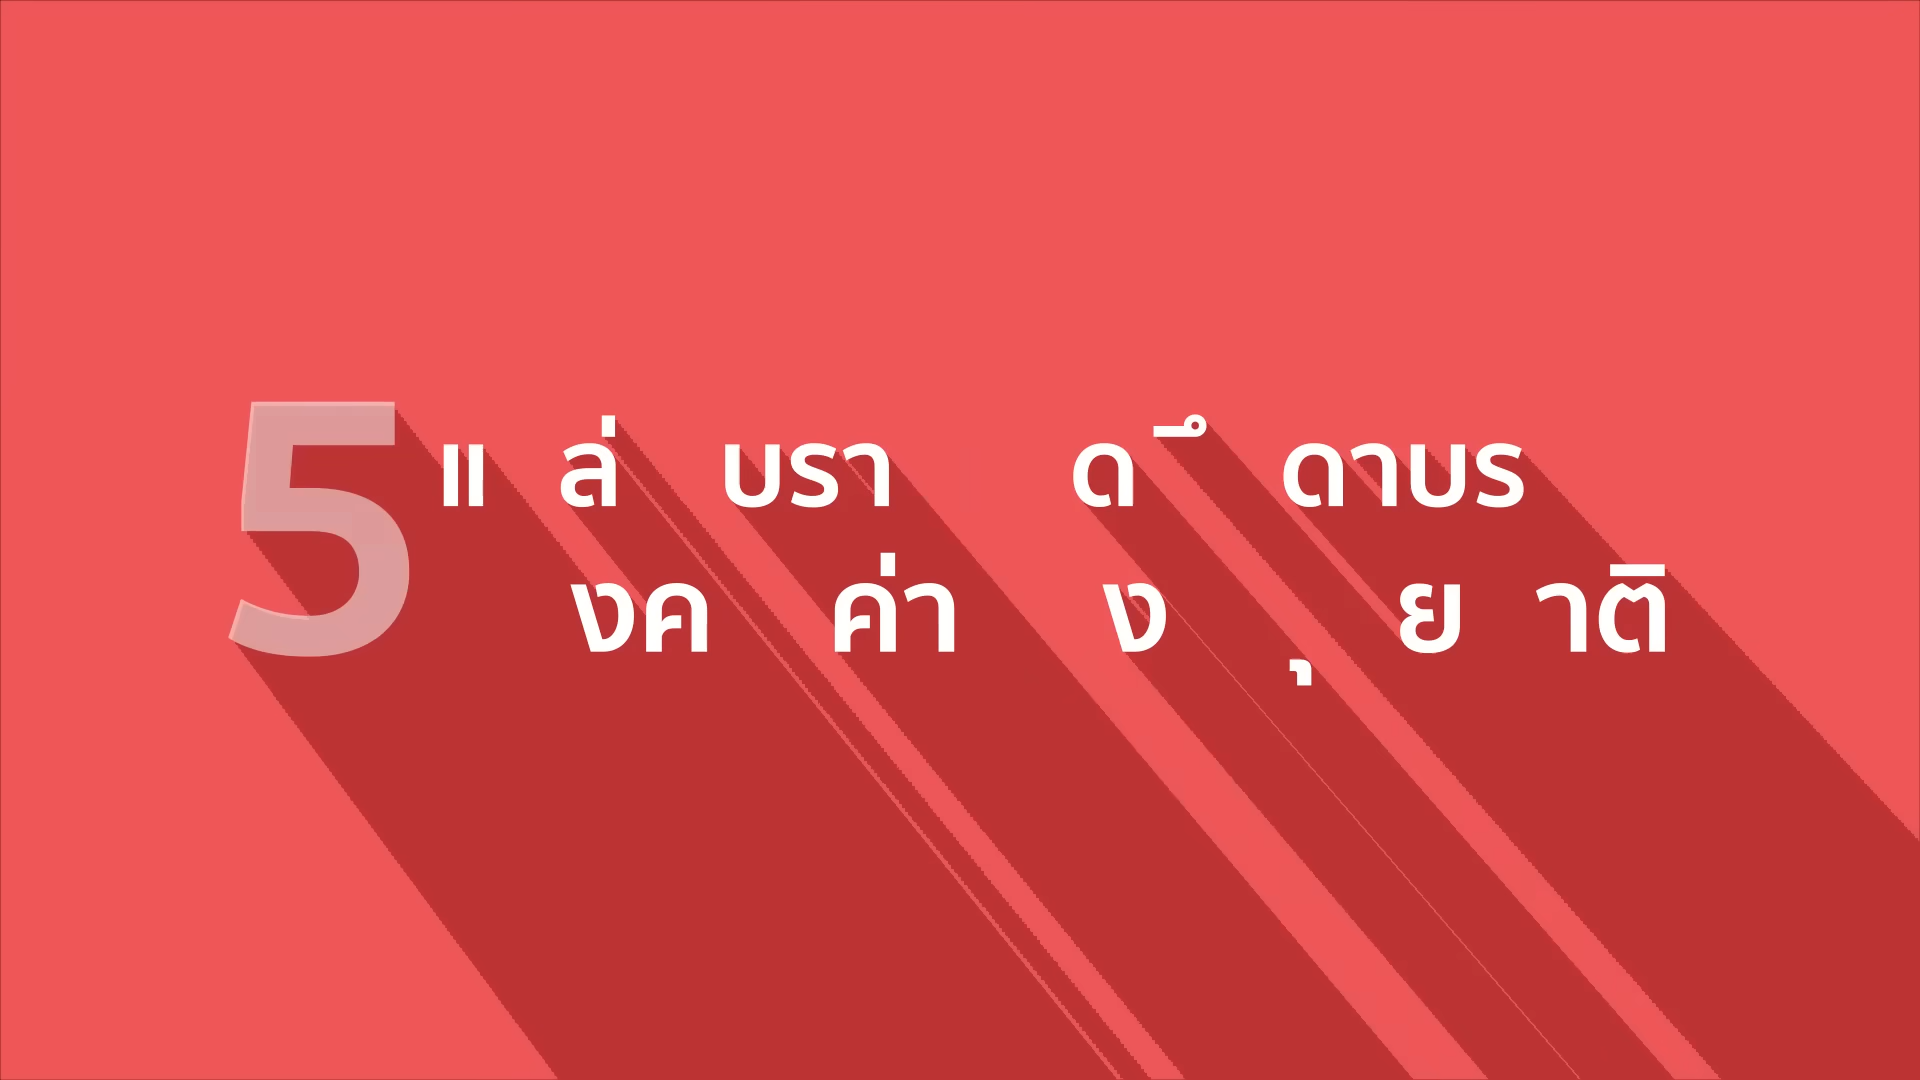 5 แ ล่ บรา ด ึ ดาบร
งค ค่า ง ุ ย าติ